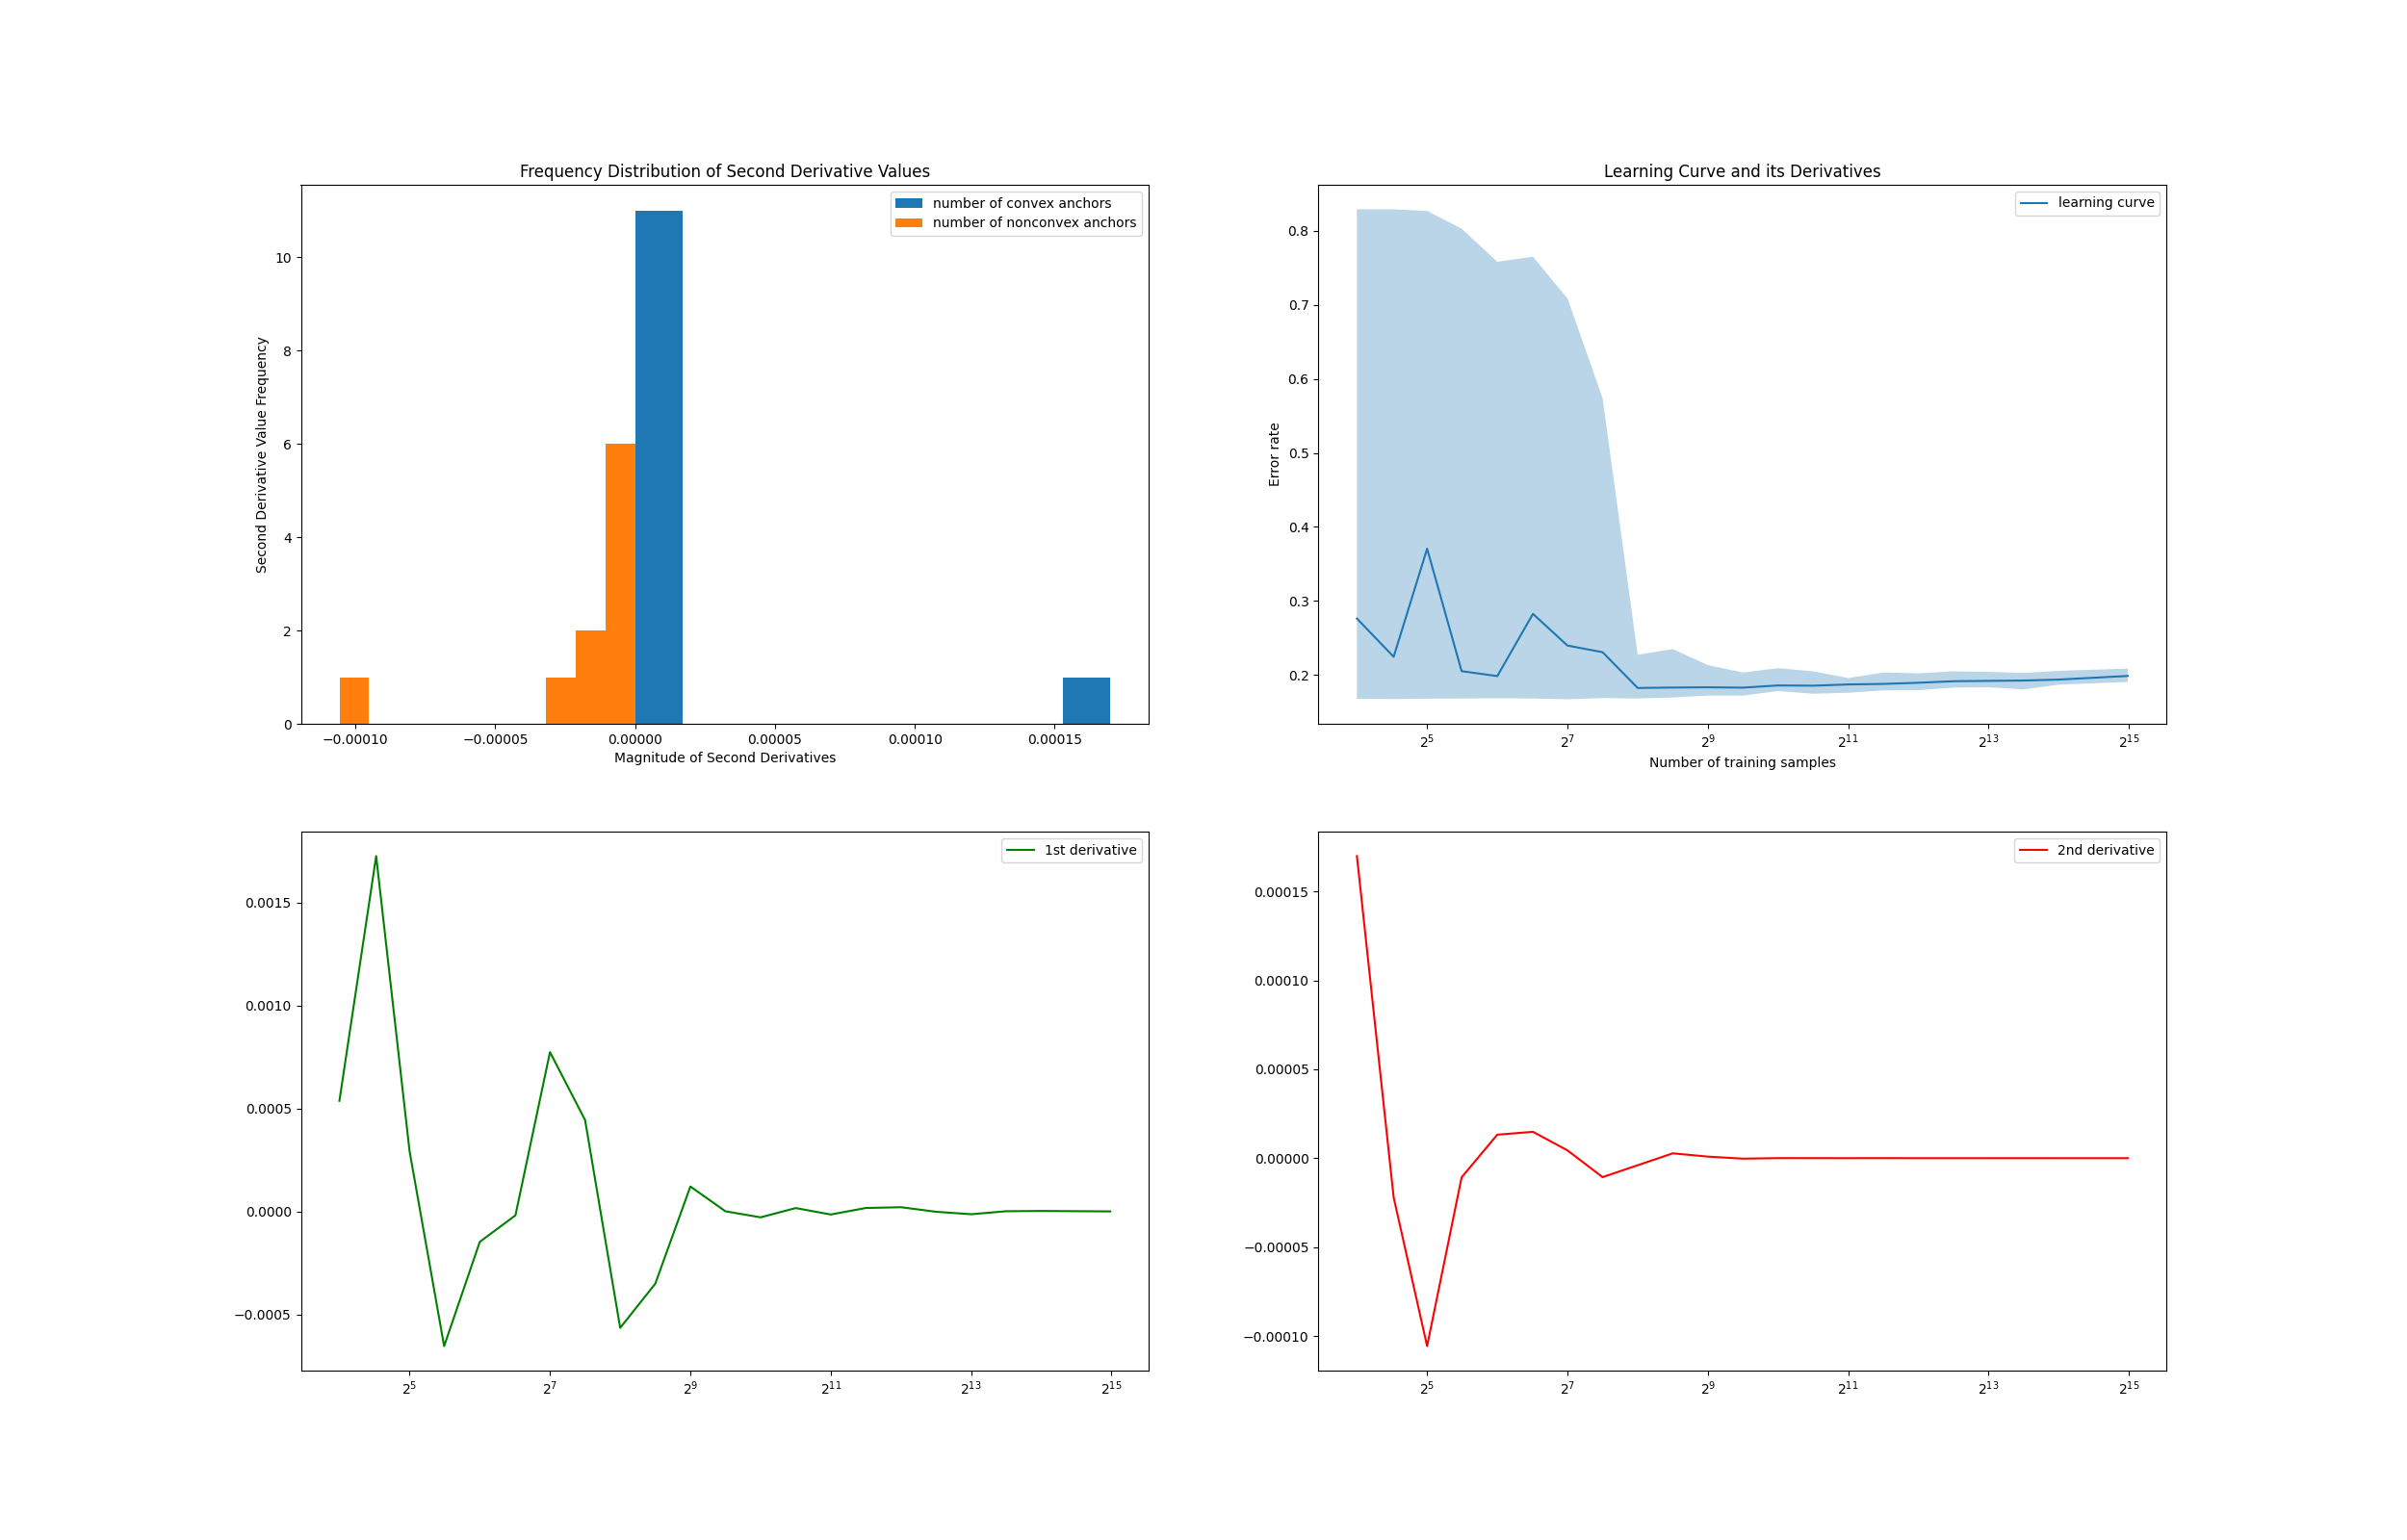 Frequency Distribution of Second Derivative Values
number of convex anchors
number of nonconvex anchors
Second Derivative Value Frequency
10
8
6
4
2
0
−0.00010 −0.00005 0.00000 0.00005 0.00010 0.00015
Magnitude of Second Derivatives
Learning Curve and its Derivatives
learning curve
Error rate
0.8
0.7
0.6
0.5
0.4
0.3
0.2
2^5 2^7 2^9 2^11 2^13 2^15
Number of training samples
1st derivative
0.0015
0.0010
0.0005
0.0000
−0.0005
2^5 2^7 2^9 2^11 2^13 2^15
2nd derivative
0.00015
0.00010
0.00005
0.00000
−0.00005
−0.00010
2^5 2^7 2^9 2^11 2^13 2^15